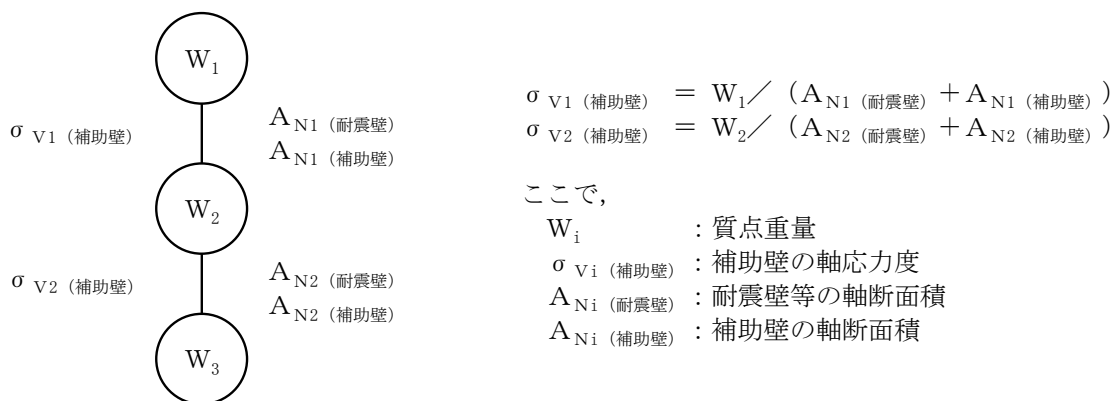 W1
σV1（補助壁）
AN1（耐震壁）
AN1（補助壁）
W2
σV2（補助壁）
AN2（耐震壁）
AN2（補助壁）
W3
σV1（補助壁） ＝ W1／（AN1（耐震壁）＋AN1（補助壁））
σV2（補助壁） ＝ W2／（AN2（耐震壁）＋AN2（補助壁））
ここで，
Wi ：質点重量
σVi（補助壁）：補助壁の軸応力度
ANi（耐震壁）：耐震壁等の軸断面積
ANi（補助壁）：補助壁の軸断面積